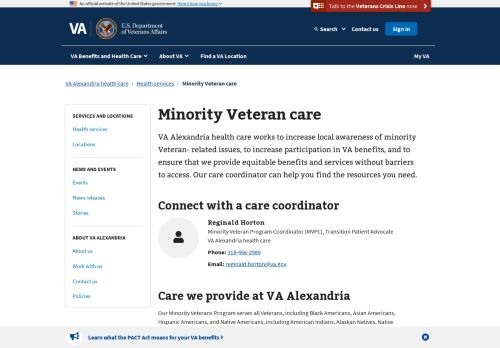 An official website of the United States government Here's how you know
Talk to the Veterans Crisis Line now
VA
U.S. Department
of Veterans Affairs
Search
Contact us
Sign in
VA Benefits and Health Care
About VA
Find a VA Location
My VA
VA Alexandria health care › Health services › Minority Veteran care
SERVICES AND LOCATIONS
Health services
Locations
NEWS AND EVENTS
Events
News releases
Stories
ABOUT VA ALEXANDRIA
About us
Work with us
Contact us
Policies
Minority Veteran care
VA Alexandria health care works to increase local awareness of minority
Veteran- related issues, to increase participation in VA benefits, and to
ensure that we provide equitable benefits and services without barriers
to access. Our care coordinator can help you find the resources you need.
Connect with a care coordinator
Reginald Horton
Minority Veteran Program Coordinator (MVPC), Transition Patient Advocate
VA Alexandria health care
Phone: 318-466-2989
Email: reginald.horton@va.gov
Care we provide at VA Alexandria
Our Minority Veterans Program serves all Veterans, including Black Americans, Asian Americans,
Hispanic Americans, and Native Americans, including American Indians, Alaskan Natives, Native
Learn what the PACT Act means for your VA benefits